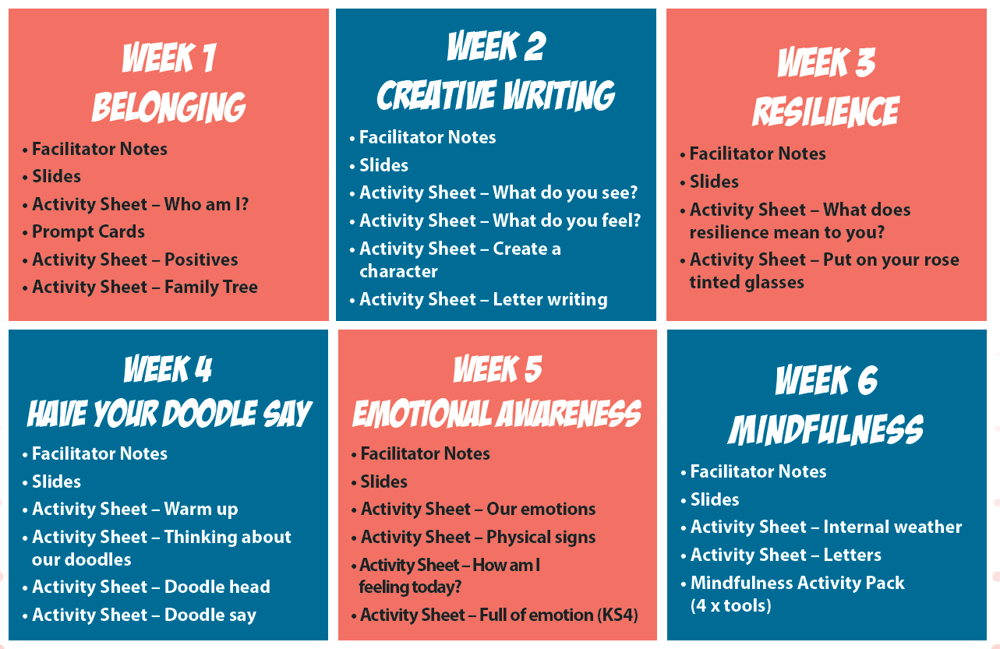 WEEK 1
BELONGING
• Facilitator Notes
• Slides
• Activity Sheet – Who am I?
• Prompt Cards
• Activity Sheet – Positives
• Activity Sheet – Family Tree
WEEK 2
CREATIVE WRITING
• Facilitator Notes
• Slides
• Activity Sheet – What do you see?
• Activity Sheet – What do you feel?
• Activity Sheet – Create a
character
• Activity Sheet – Letter writing
WEEK 3
RESILIENCE
• Facilitator Notes
• Slides
• Activity Sheet – What does
resilience mean to you?
• Activity Sheet – Put on your rose
tinted glasses
WEEK 4
HAVE YOUR DOODLE SAY
• Facilitator Notes
• Slides
• Activity Sheet – Warm up
• Activity Sheet – Thinking about
our doodles
• Activity Sheet – Doodle head
• Activity Sheet – Doodle say
WEEK 5
EMOTIONAL AWARENESS
• Facilitator Notes
• Slides
• Activity Sheet – Our emotions
• Activity Sheet – Physical signs
• Activity Sheet – How am I
feeling today?
• Activity Sheet – Full of emotion (KS4)
WEEK 6
MINDFULNESS
• Facilitator Notes
• Slides
• Activity Sheet – Internal weather
• Activity Sheet – Letters
• Mindfulness Activity Pack
(4 x tools)